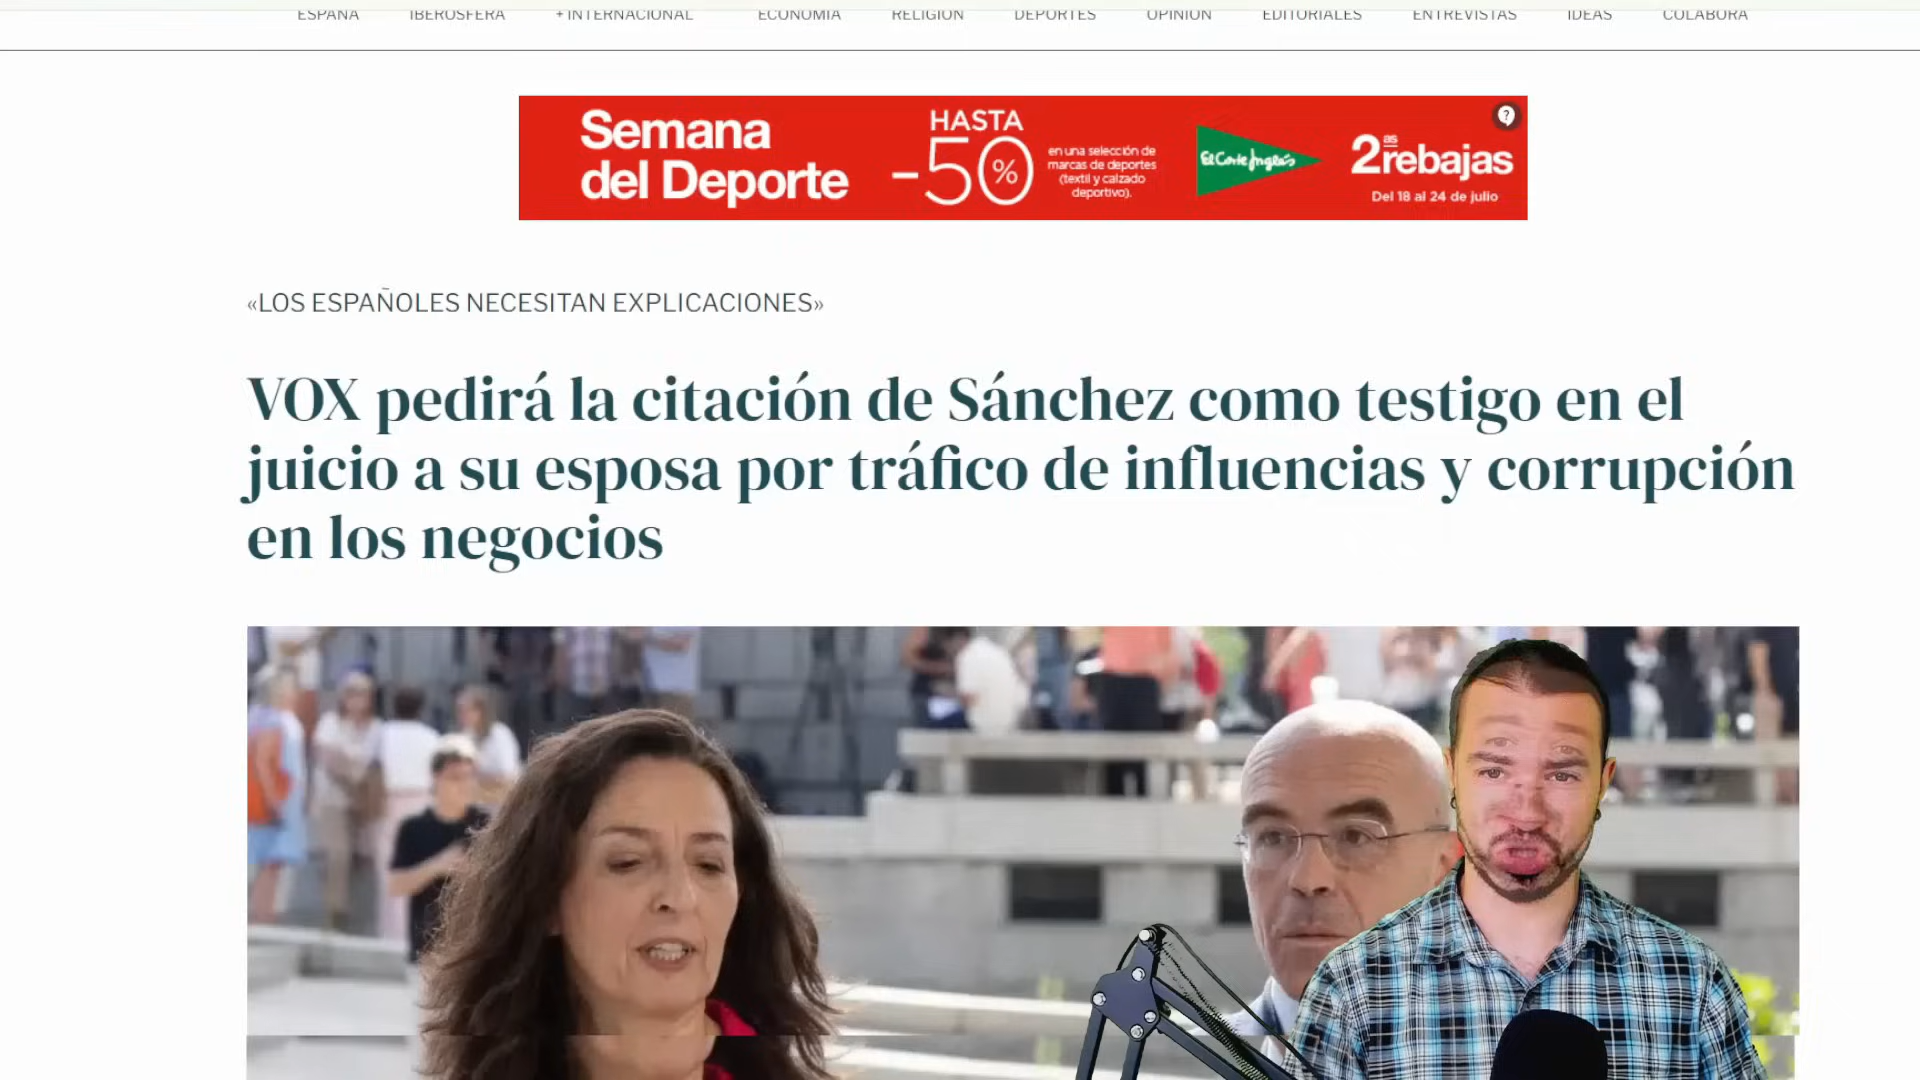 ESPAÑA IBEROSFERA + INTERNACIONAL ECONOMÍA RELIGIÓN DEPORTES OPINIÓN EDITORIALES ENTREVISTAS IDEAS COLABORA
Semana
del Deporte
HASTA
-50%
en una selección de
marcas de deportes
(textil y calzado
deportivo).
El Corte Inglés
2as rebajas
Del 18 al 24 de julio
?
«LOS ESPAÑOLES NECESITAN EXPLICACIONES»
VOX pedirá la citación de Sánchez como testigo en el
juicio a su esposa por tráfico de influencias y corrupción
en los negocios